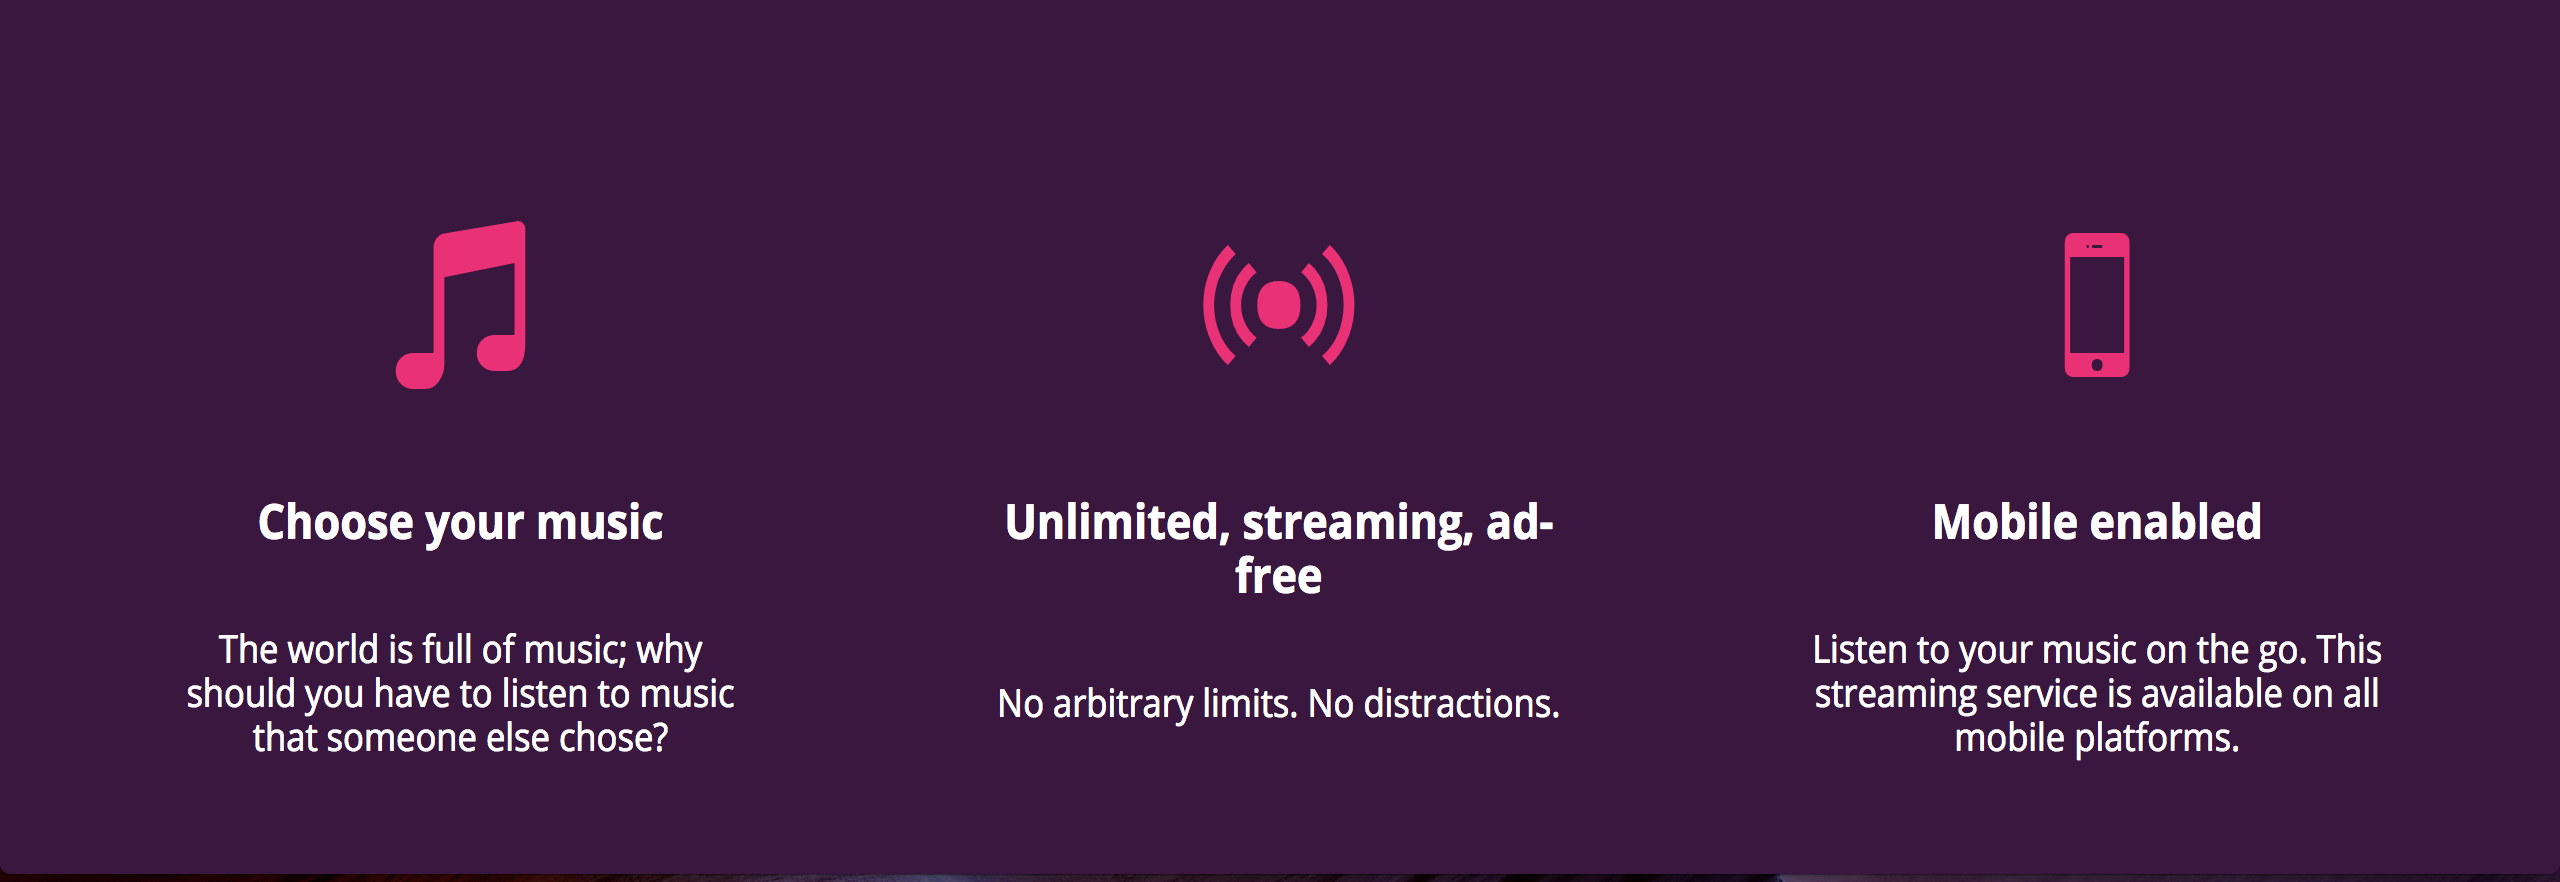 Choose your music
The world is full of music; why
should you have to listen to music
that someone else chose?
Unlimited, streaming, ad-
free
No arbitrary limits. No distractions.
Mobile enabled
Listen to your music on the go. This
streaming service is available on all
mobile platforms.